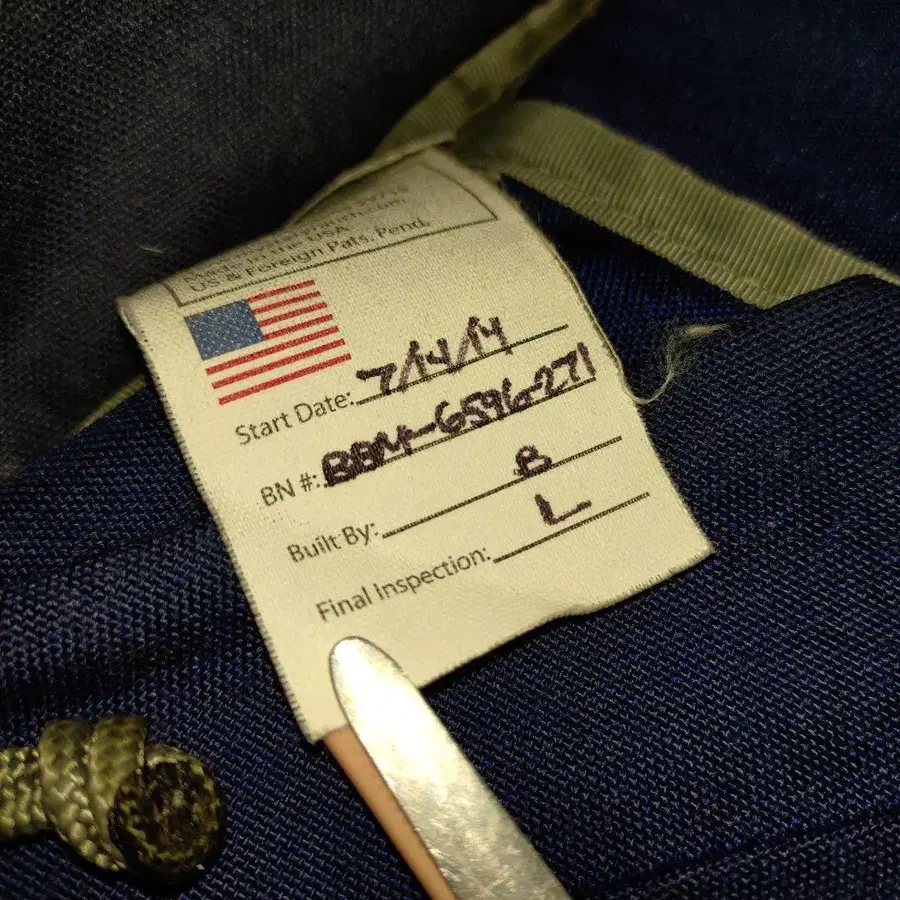 Made in the USA.
US & Foreign Pats. Pend.
Start Date: 7/14/14
BN #: BBM-6596-271
Built By: B
Final Inspection: L